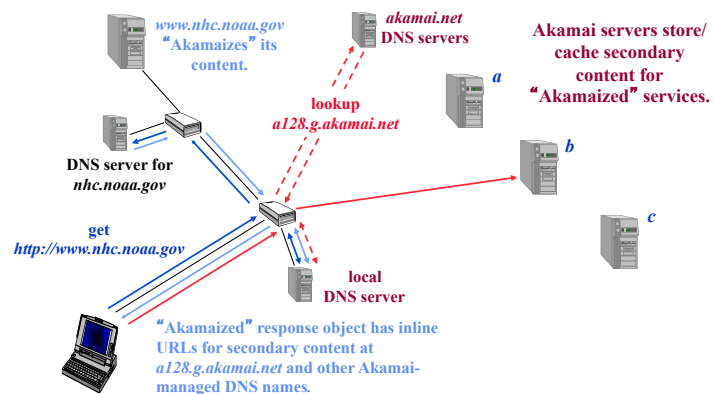 www.nhc.noaa.gov
“Akamaizes” its
content.
akamai.net
DNS servers
Akamai servers store/
cache secondary
content for
“Akamaized” services.
a
lookup
a128.g.akamai.net
b
DNS server for
nhc.noaa.gov
get
http://www.nhc.noaa.gov
c
local
DNS server
“Akamaized” response object has inline
URLs for secondary content at
a128.g.akamai.net and other Akamai-
managed DNS names.